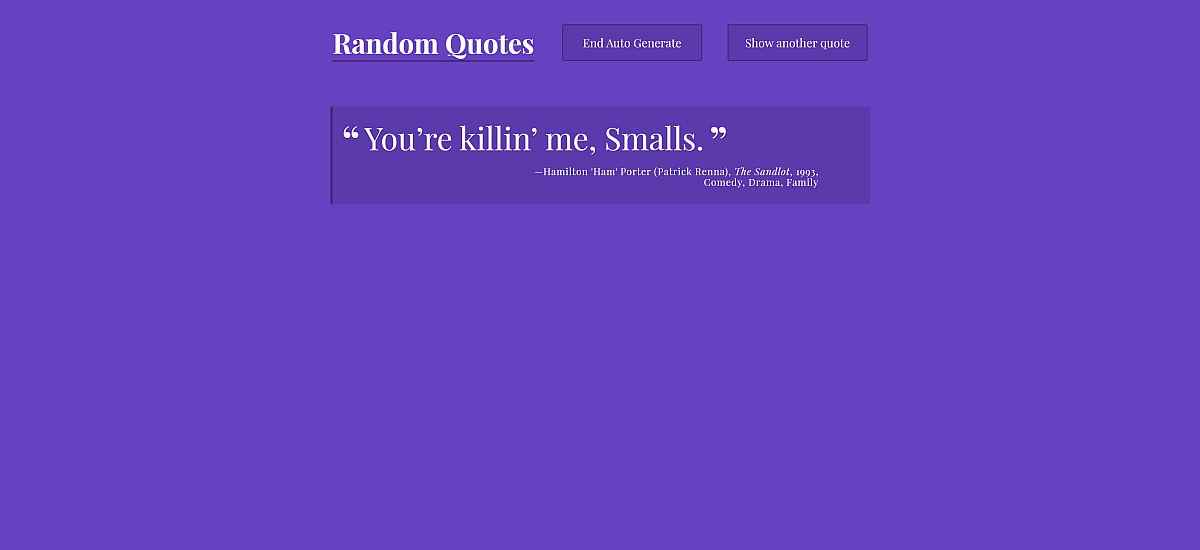 Random Quotes
End Auto Generate
Show another quote
“ You’re killin’ me, Smalls. ”
—Hamilton 'Ham' Porter (Patrick Renna), The Sandlot, 1993,
Comedy, Drama, Family